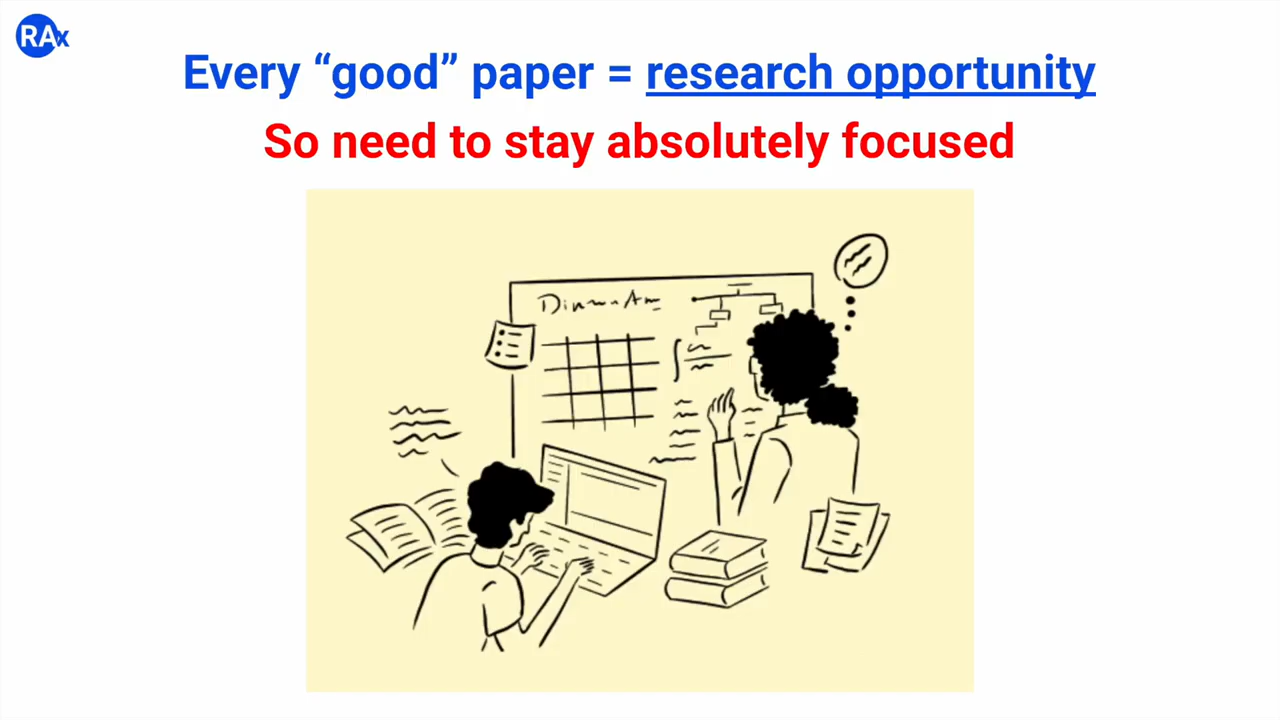 RAx
Every “good” paper = research opportunity
So need to stay absolutely focused